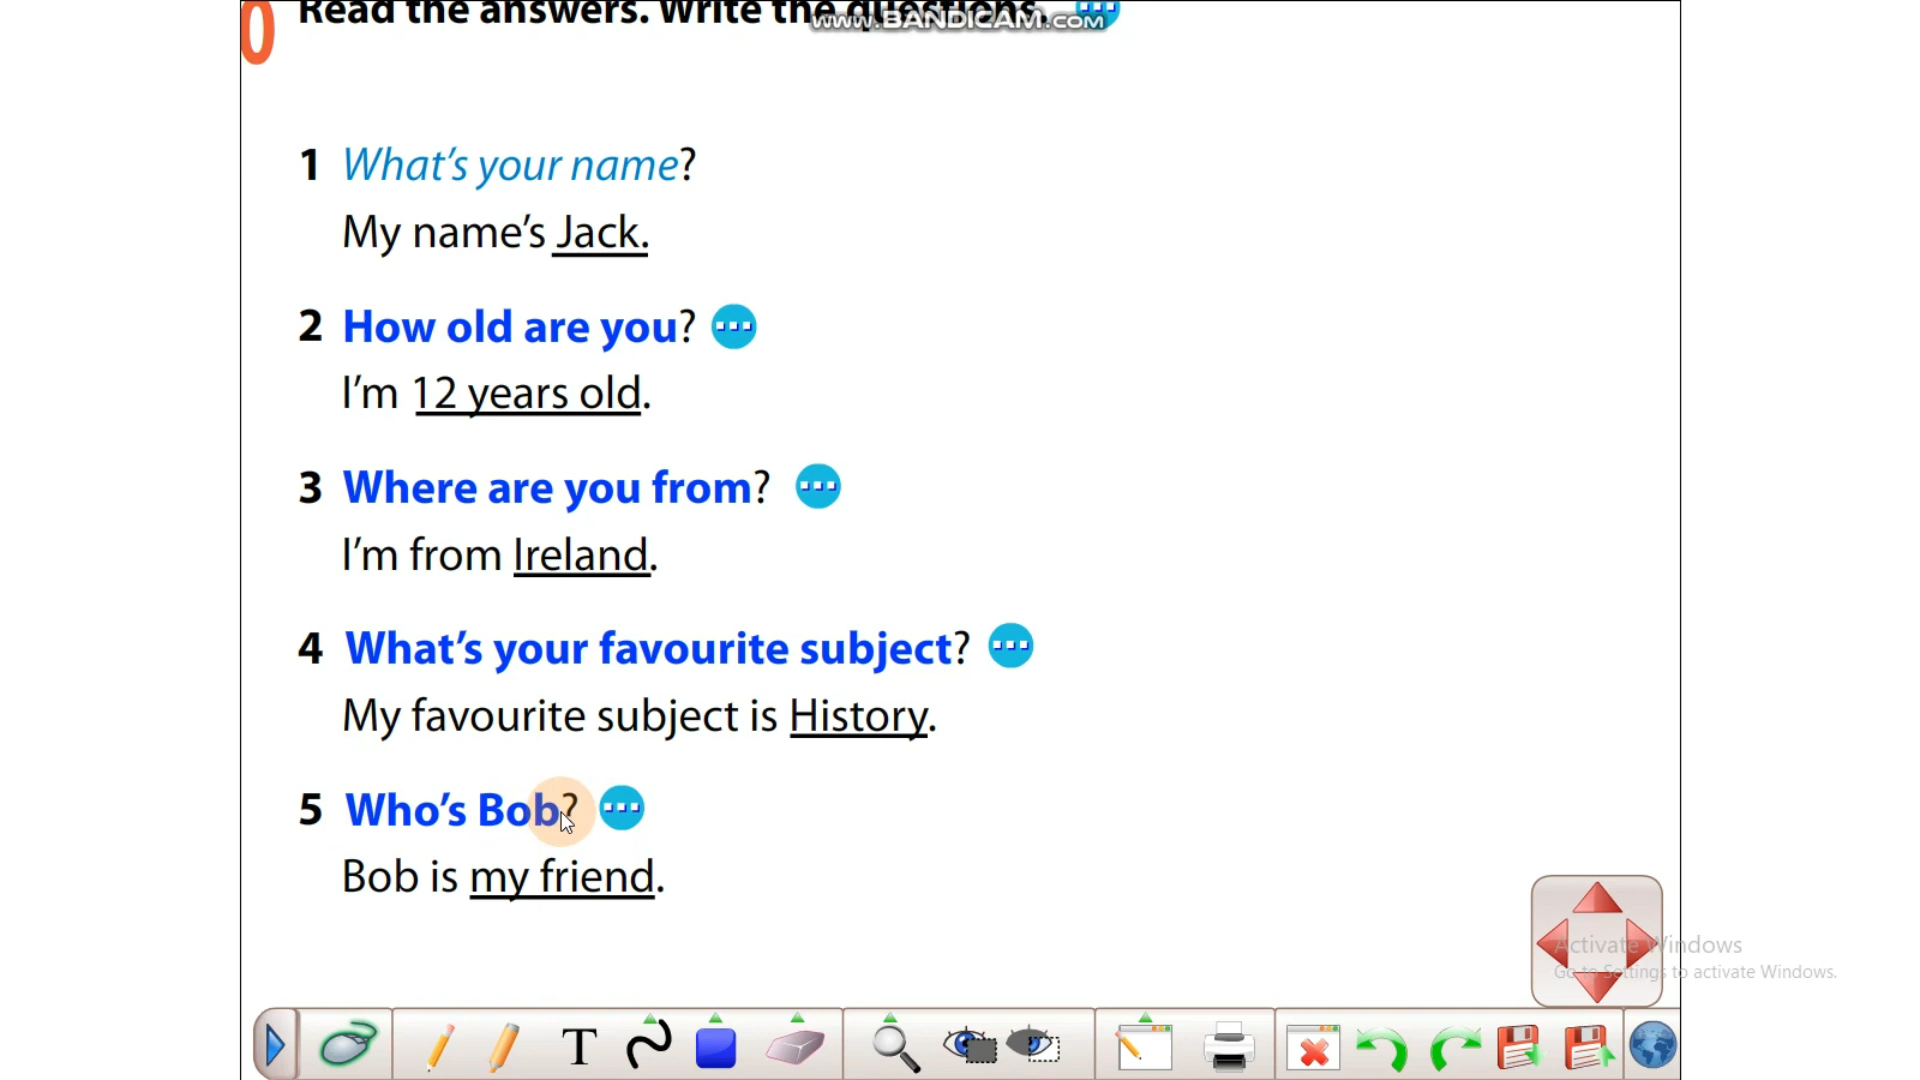 0 Read the answers. Write the questions.
www.BANDICAM.com
1 What's your name?
My name's Jack.
2 How old are you?
I'm 12 years old.
3 Where are you from?
I'm from Ireland.
4 What's your favourite subject?
My favourite subject is History.
5 Who's Bob?
Bob is my friend.
Activate Windows
Go to Settings to activate Windows.
T